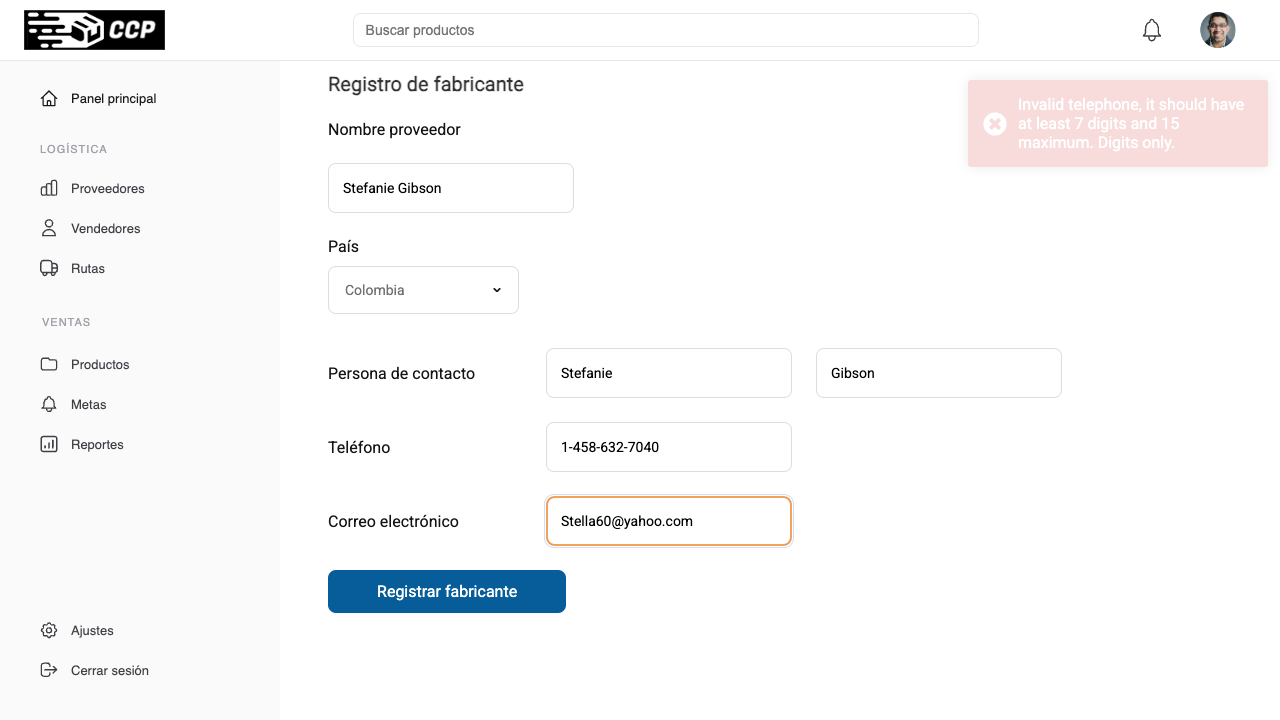 CCP
Buscar productos
Panel principal
LOGÍSTICA
Proveedores
Vendedores
Rutas
VENTAS
Productos
Metas
Reportes
Ajustes
Cerrar sesión
Registro de fabricante
Nombre proveedor
Stefanie Gibson
País
Colombia
Persona de contacto
Stefanie
Gibson
Teléfono
1-458-632-7040
Correo electrónico
Stella60@yahoo.com
Registrar fabricante
Invalid telephone, it should have
at least 7 digits and 15
maximum. Digits only.